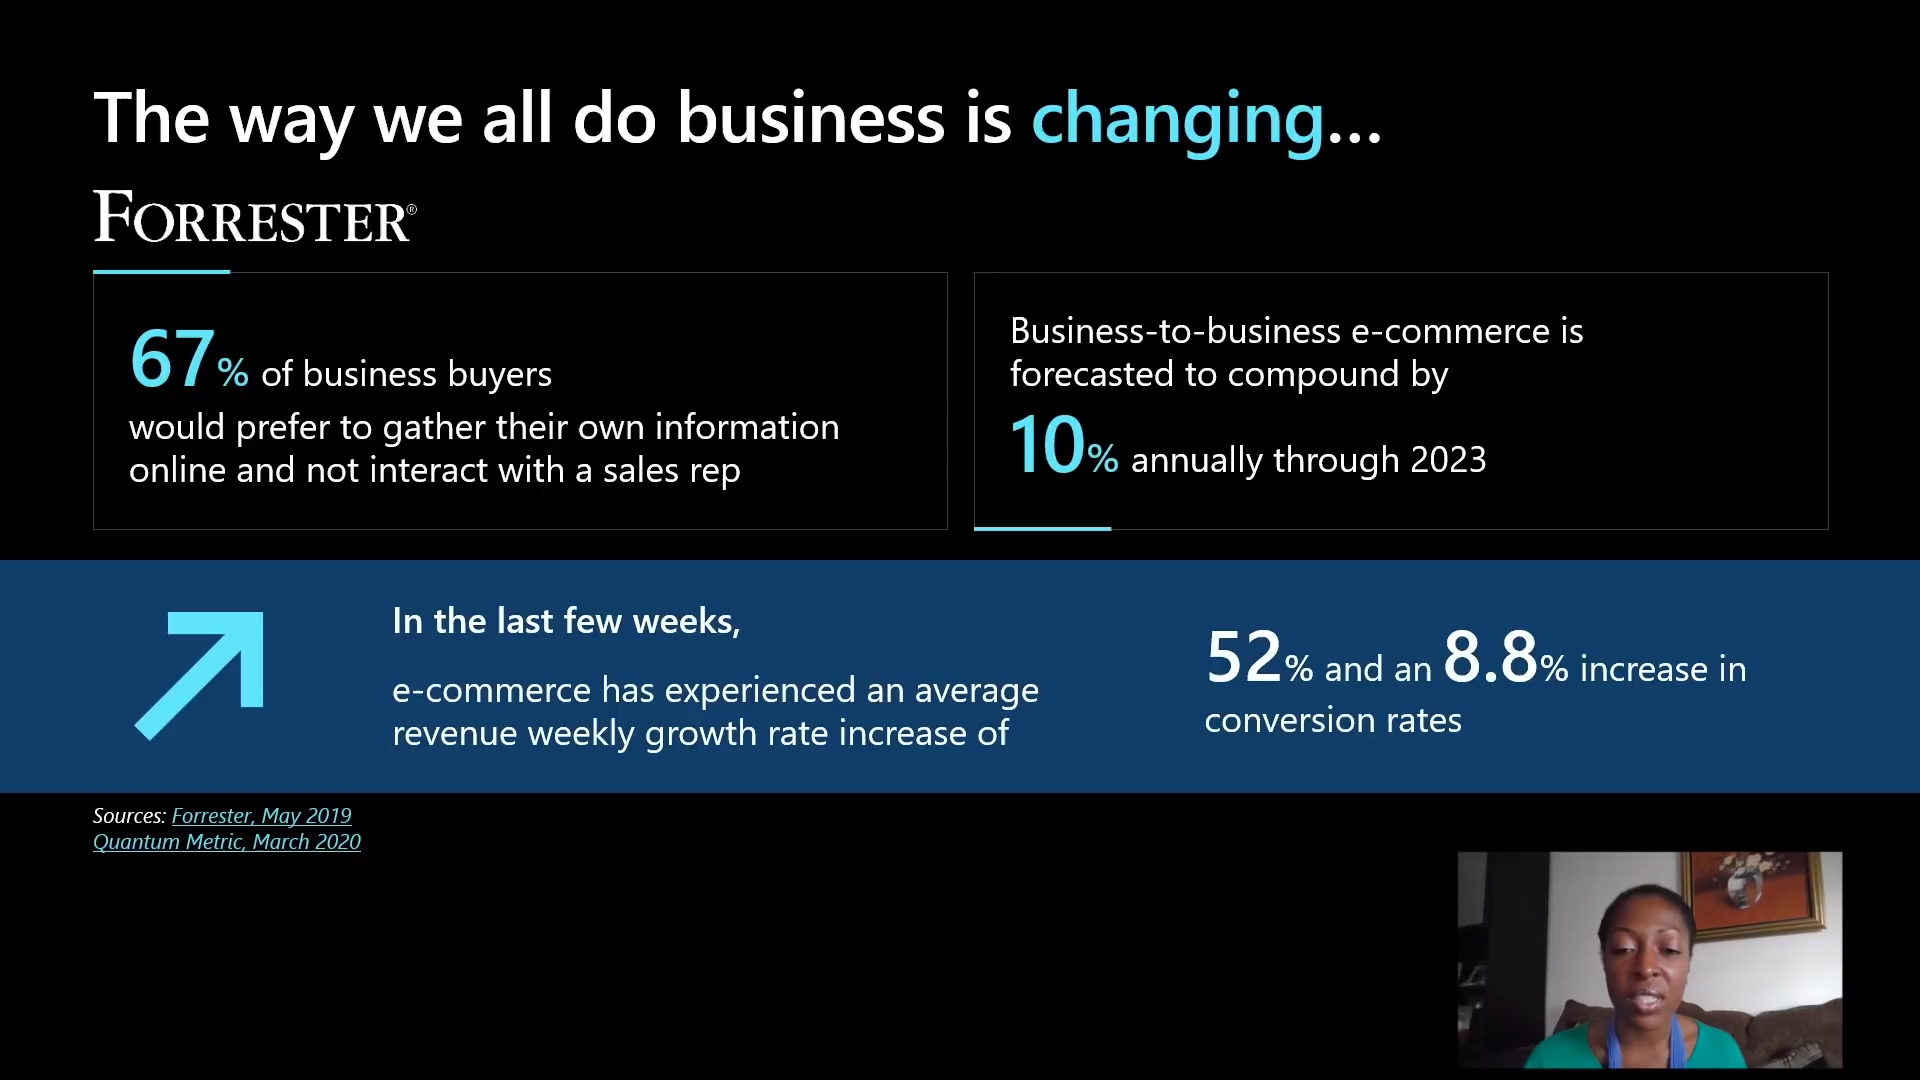 The way we all do business is changing...
FORRESTER®
67% of business buyers
would prefer to gather their own information
online and not interact with a sales rep
Business-to-business e-commerce is
forecasted to compound by
10% annually through 2023
In the last few weeks,
e-commerce has experienced an average
revenue weekly growth rate increase of
52% and an 8.8% increase in
conversion rates
Sources: Forrester, May 2019
Quantum Metric, March 2020